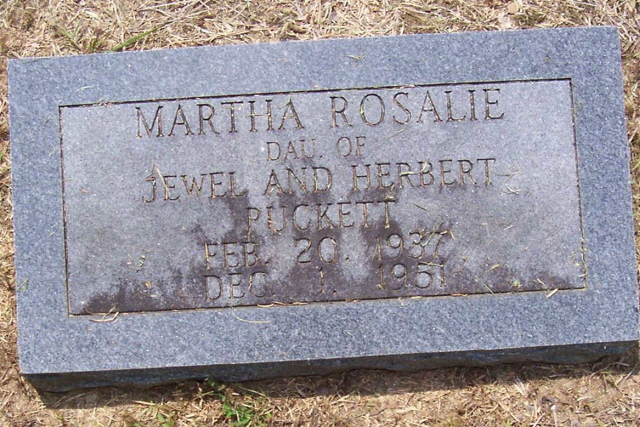 MARTHA ROSALIE
DAU. OF
JEWEL AND HERBERT
PUCKETT
FEB. 20, 1937
DEC. 1, 1951